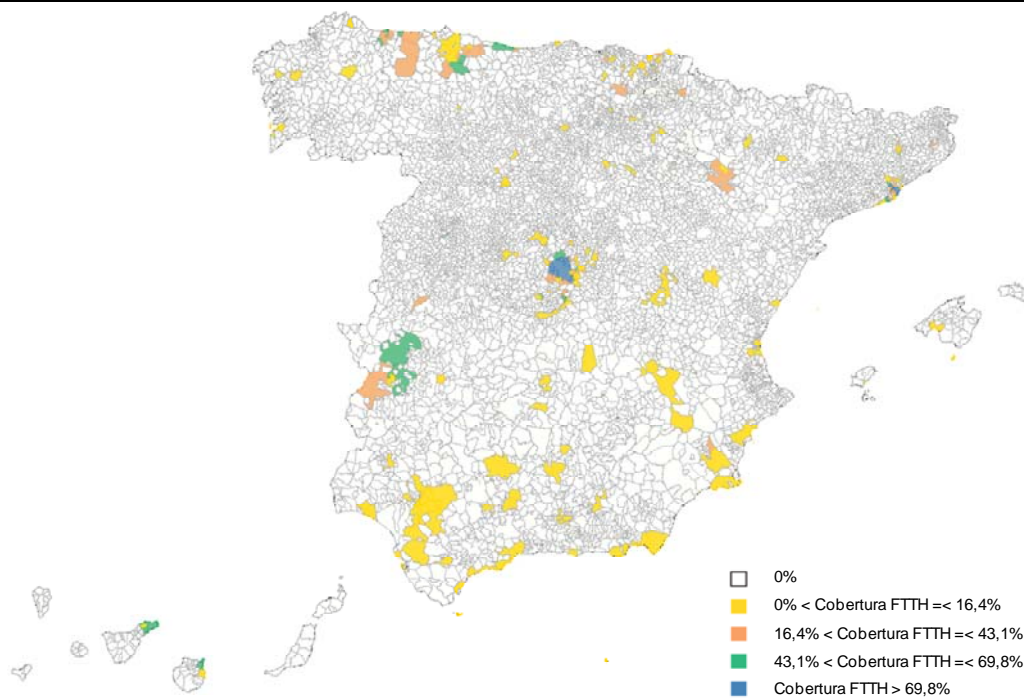 0%
0% < Cobertura FTTH =< 16,4%
16,4% < Cobertura FTTH =< 43,1%
43,1% < Cobertura FTTH =< 69,8%
Cobertura FTTH > 69,8%